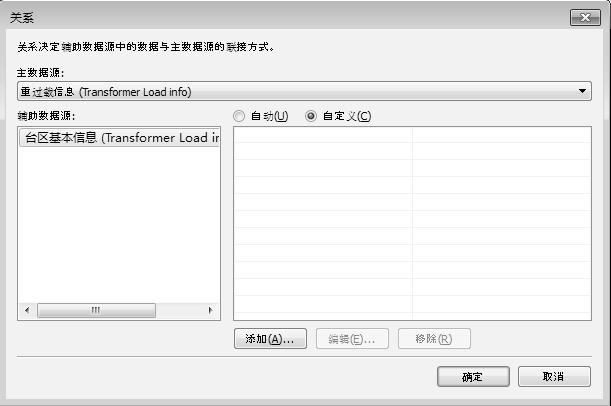 关系
关系决定辅助数据源中的数据与主数据源的联接方式。
主数据源:
重过载信息 (Transformer Load info)
辅助数据源:
自动(U)
自定义(C)
台区基本信息 (Transformer Load in
添加(A)...
编辑(E)...
移除(R)
确定
取消